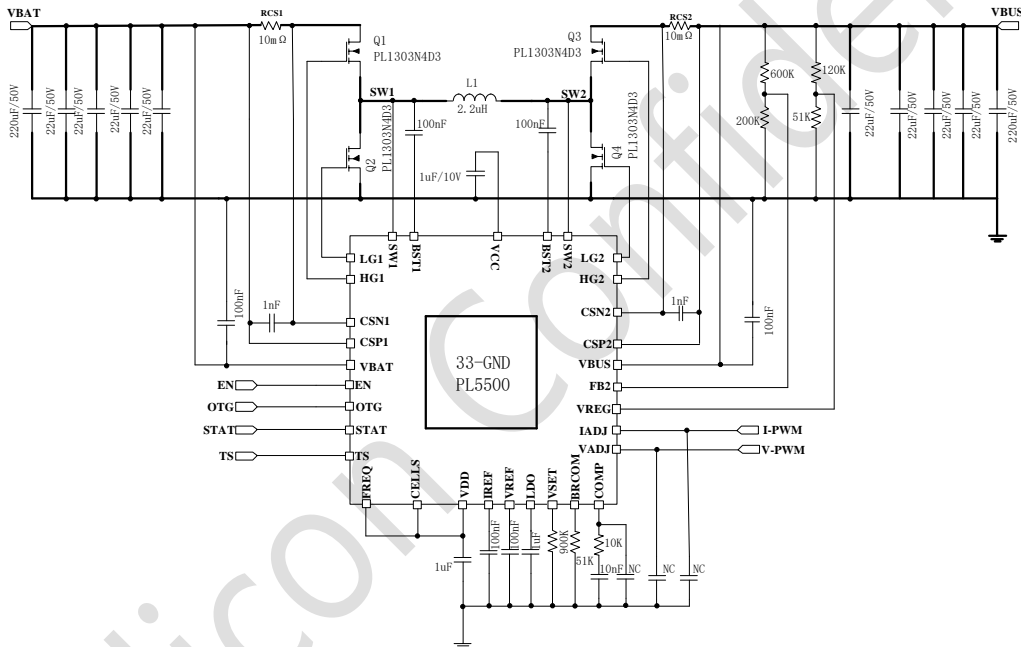 VBAT
RCS1
10mΩ
Q1
PL1303N4D3
Q3
PL1303N4D3
RCS2
10mΩ
VBUS
220uF/50V
22uF/50V
22uF/50V
22uF/50V
22uF/50V
SW1
L1
2.2uH
SW2
600K
120K
200K
51K
22uF/50V
22uF/50V
22uF/50V
22uF/50V
220uF/50V
100nF
100nF
Q2
PL1303N4D3
Q4
PL1303N4D3
1uF/10V
SW1
BST1
VCC
BST2
SW2
LG1
HG1
LG2
HG2
100nF
1nF
1nF
100nF
CSN1
CSP1
VBAT
CSN2
CSP2
VBUS
33-GND
PL5500
EN
EN
OTG
OTG
STAT
STAT
TS
TS
FB2
VREG
IADJ
I-PWM
VADJ
V-PWM
FREQ
CELLS
VDD
IREF
VREF
LDO
VSET
BRCOM
COMP
1uF
100nF
100nF
1uF
900K
51K
10K
10nF
NC
NC
NC
licon Confiden